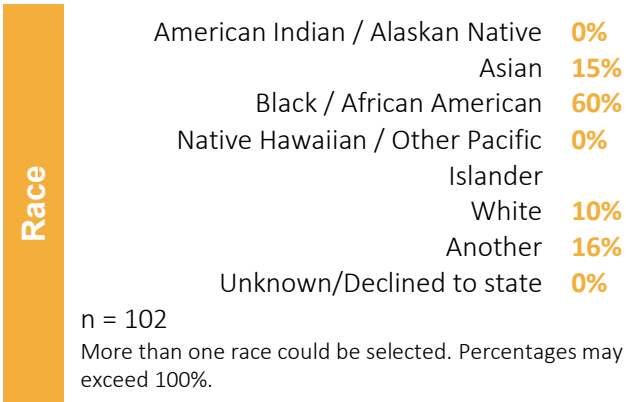 Race
American Indian / Alaskan Native 0%
Asian 15%
Black / African American 60%
Native Hawaiian / Other Pacific 0%
Islander
White 10%
Another 16%
Unknown/Declined to state 0%
n = 102
More than one race could be selected. Percentages may
exceed 100%.